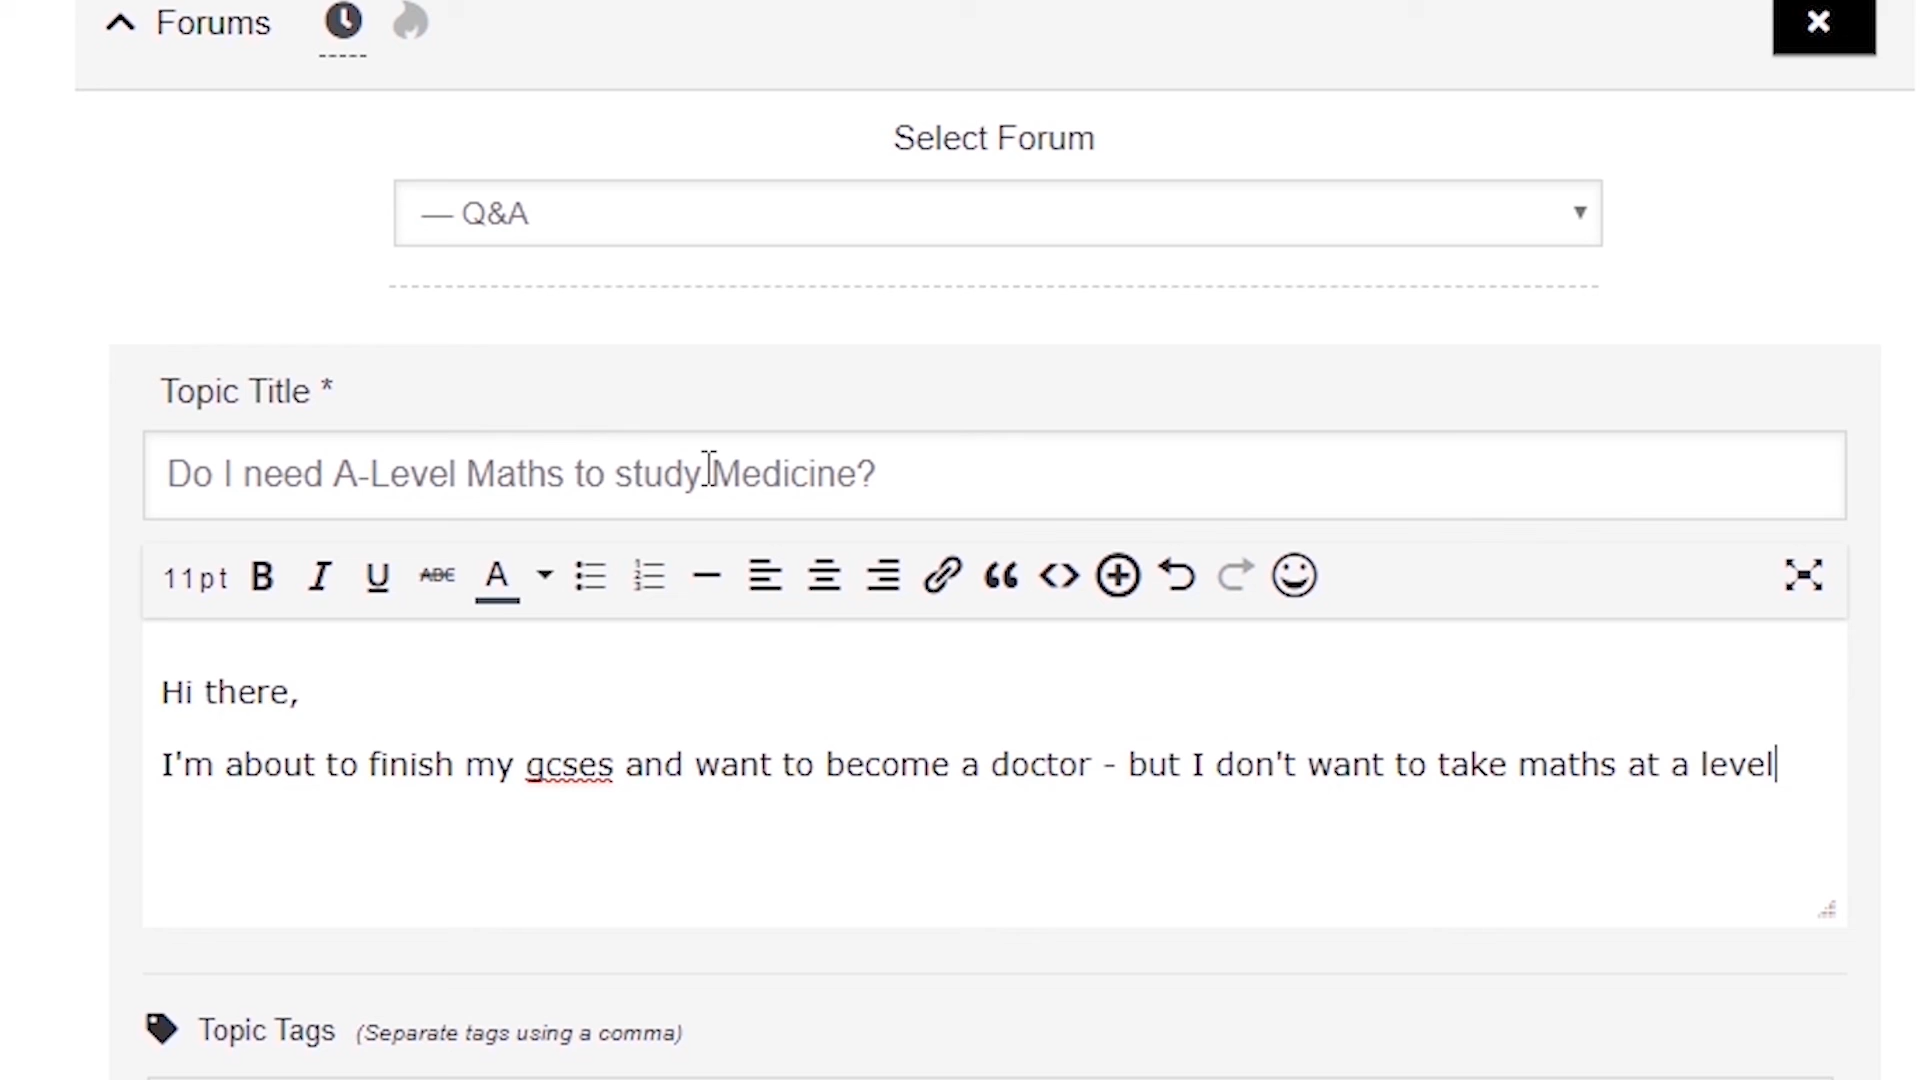 Forums
Select Forum
— Q&A
Topic Title *
Do I need A-Level Maths to study Medicine?
11pt B I U ABC A
Hi there,
I'm about to finish my gcses and want to become a doctor - but I don't want to take maths at a level
Topic Tags (Separate tags using a comma)